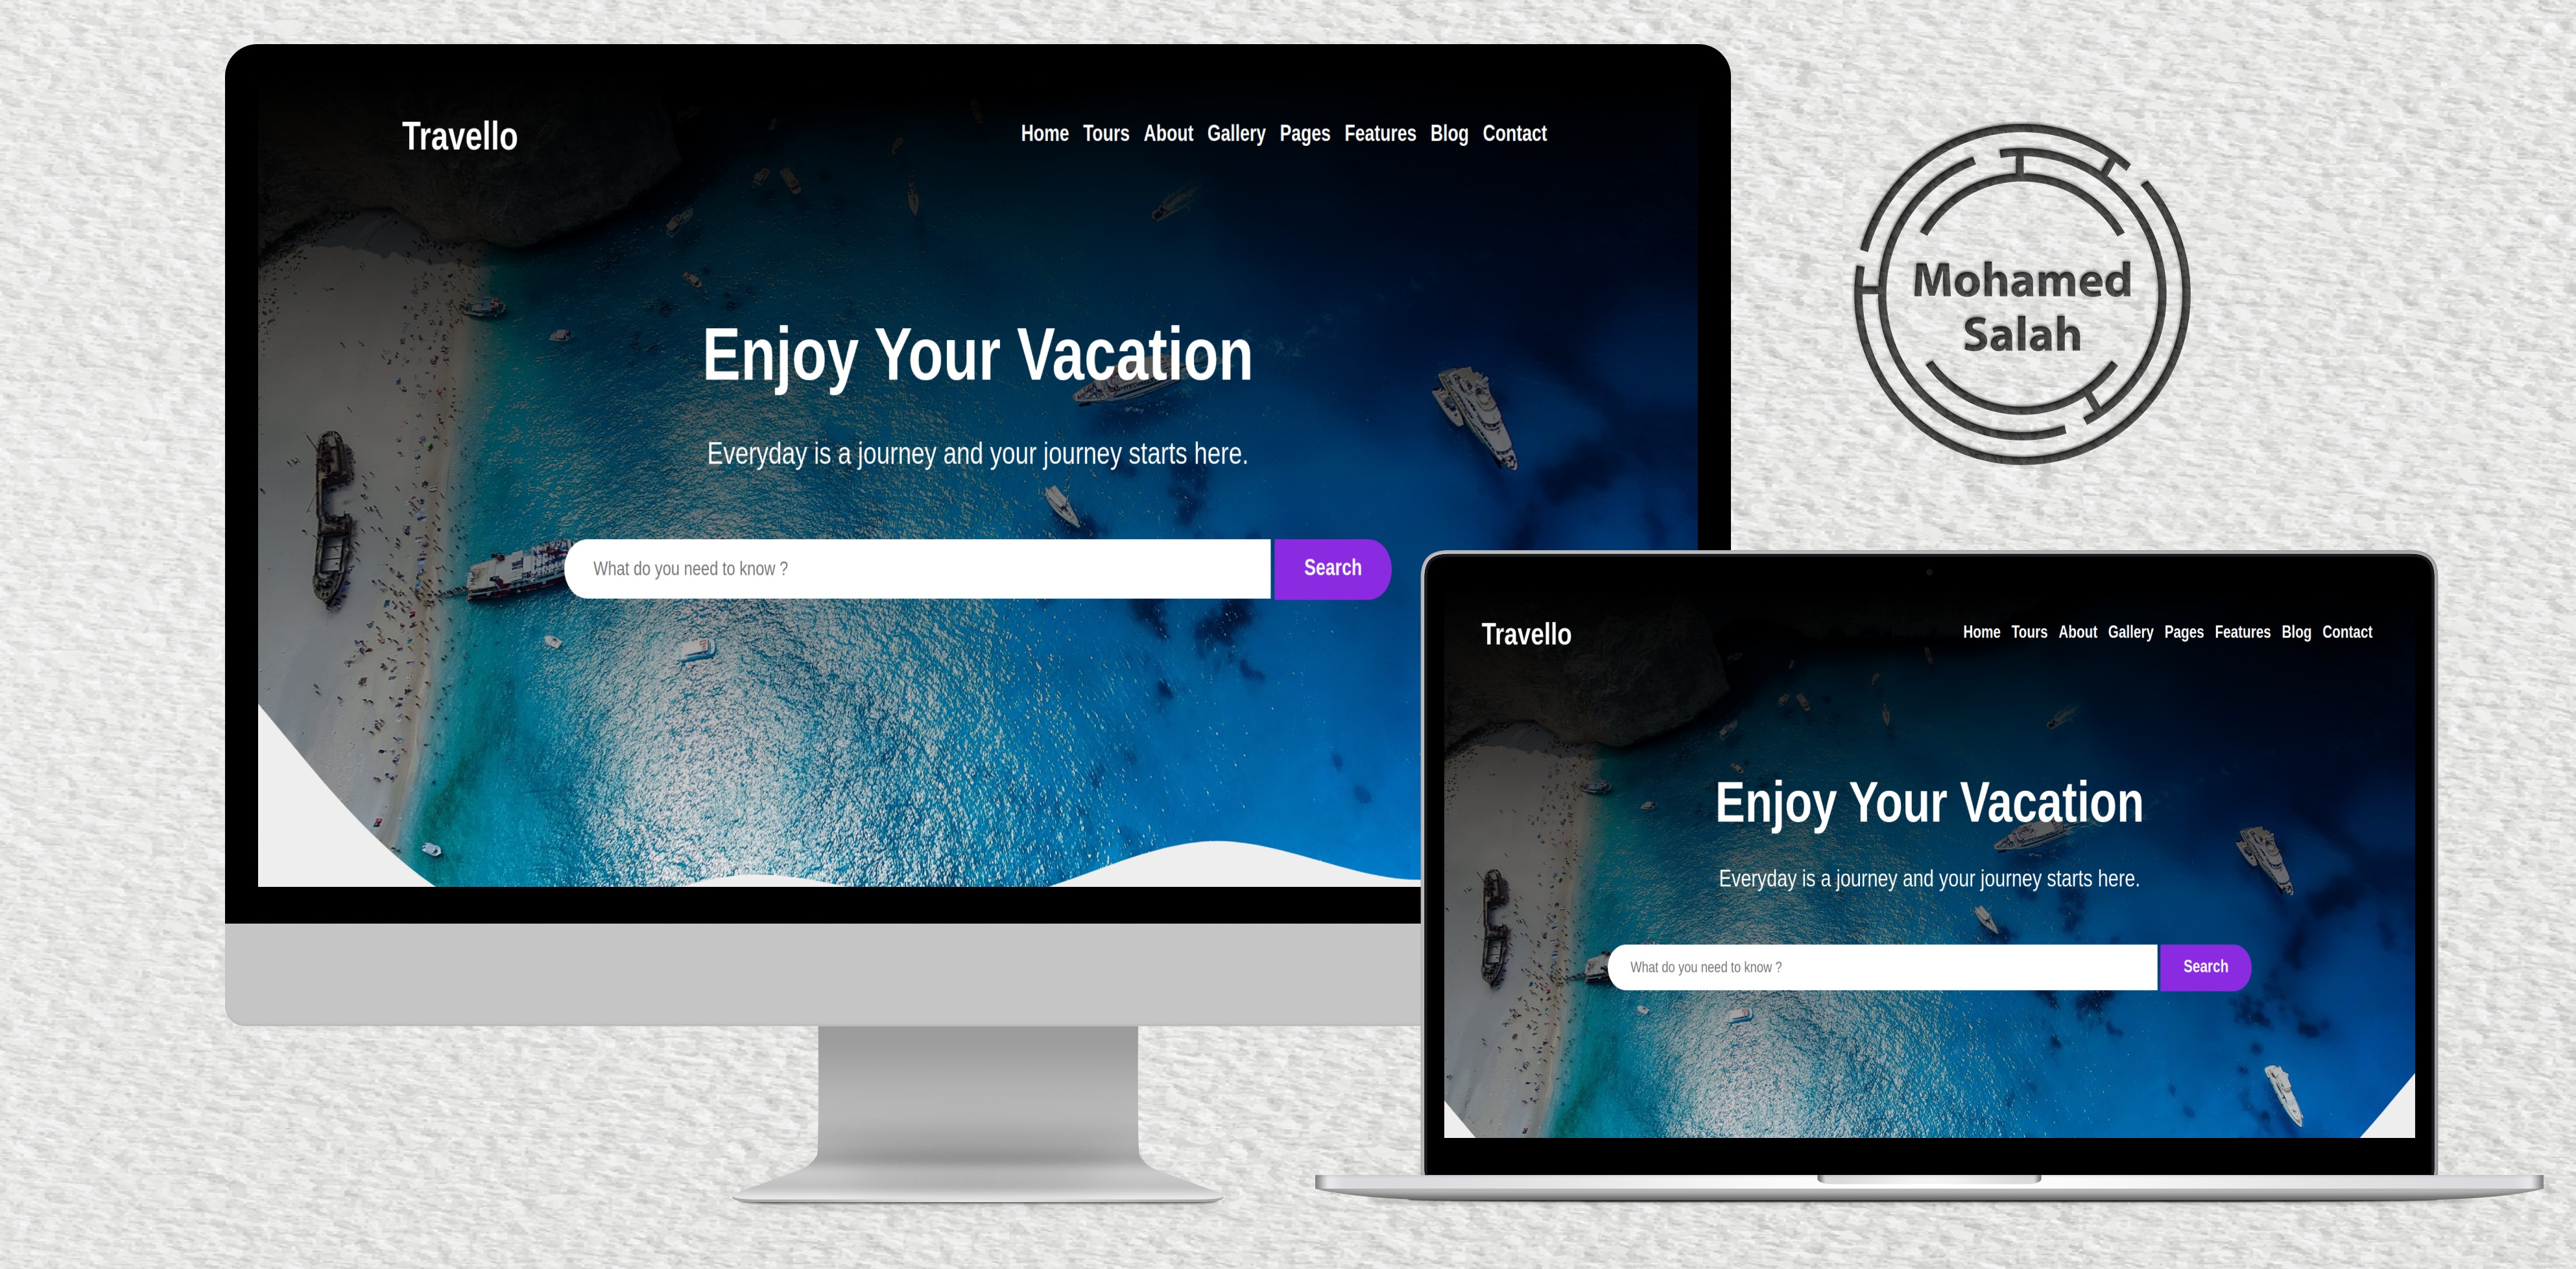 Travello
Home Tours About Gallery Pages Features Blog Contact
Enjoy Your Vacation
Everyday is a journey and your journey starts here.
What do you need to know ?
Search
Mohamed
Salah
Travello
Home Tours About Gallery Pages Features Blog Contact
Enjoy Your Vacation
Everyday is a journey and your journey starts here.
What do you need to know ?
Search